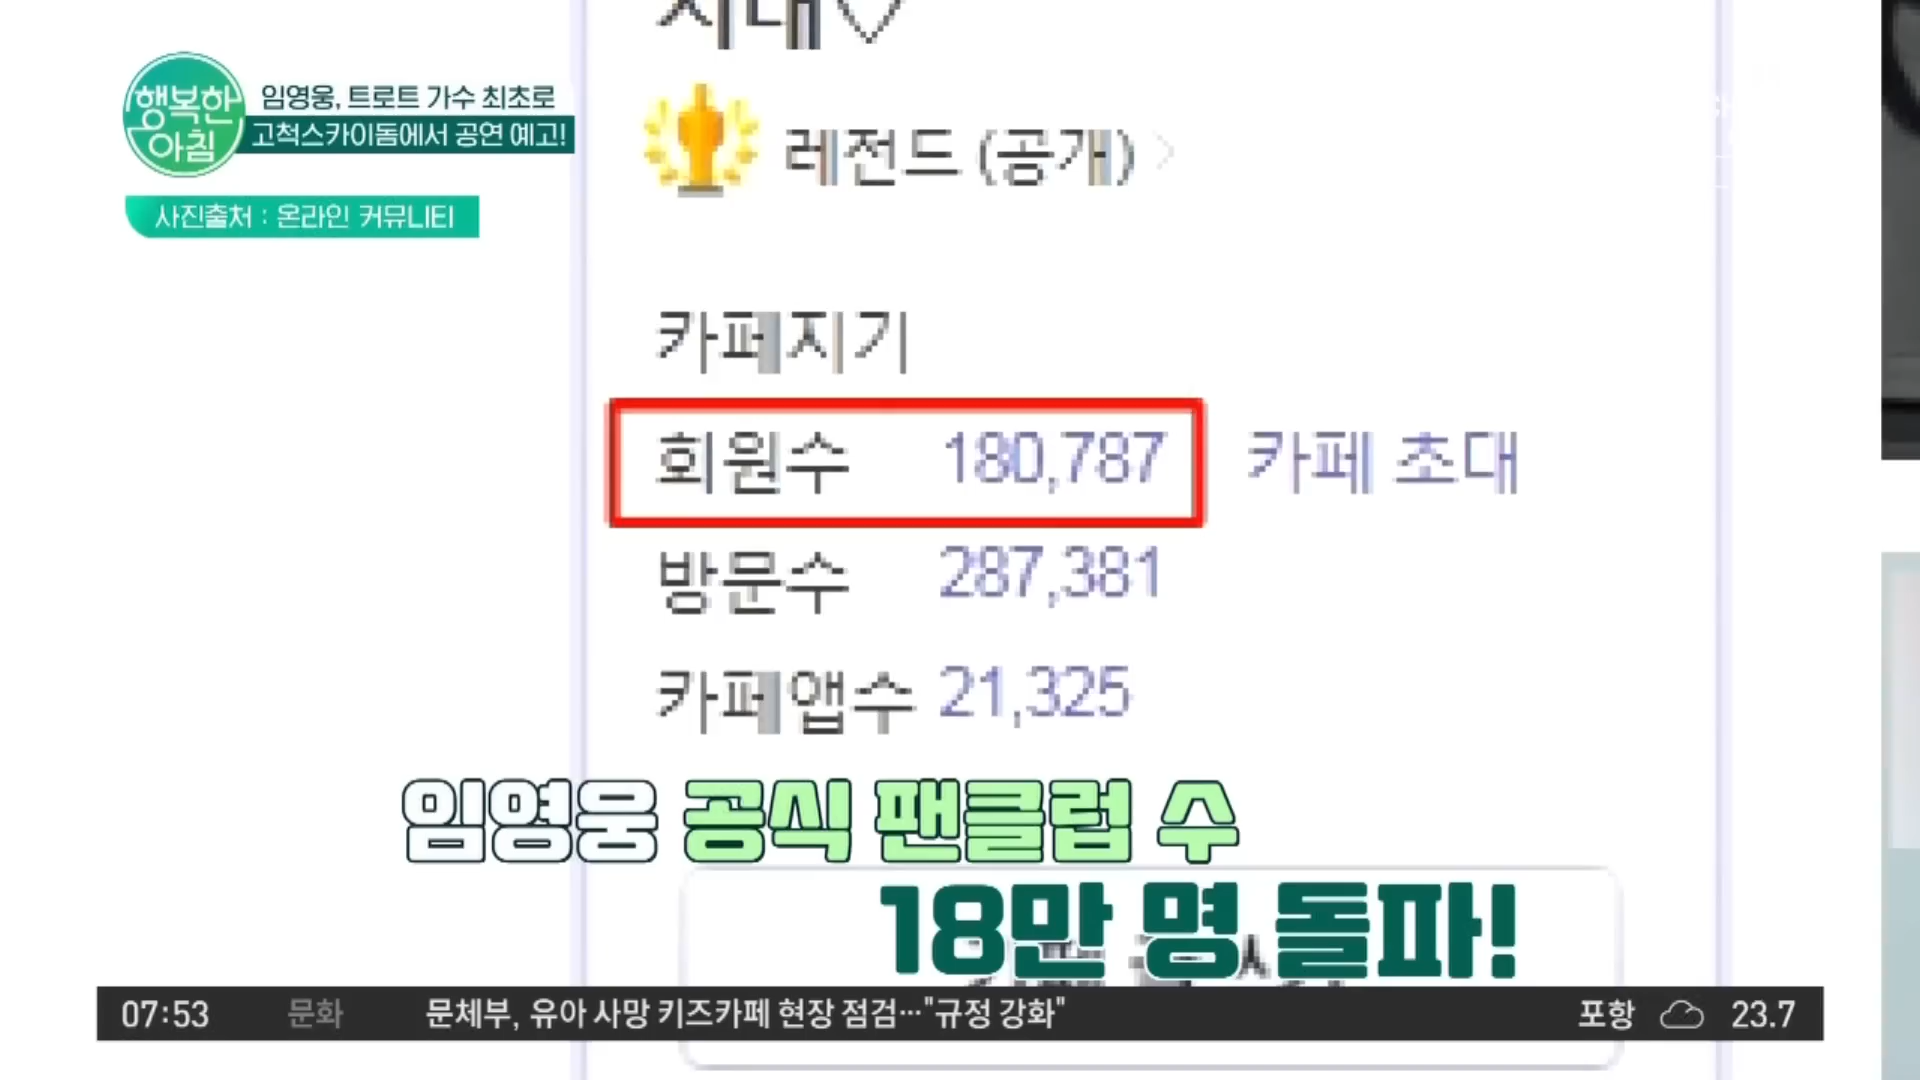 시대♡
행복한
아침
임영웅, 트로트 가수 최초로
고척스카이돔에서 공연 예고!
레전드 (공개)
사진출처 : 온라인 커뮤니티
카페지기
회원수 180,787 카페 초대
방문수 287,381
카페앱수 21,325
임영웅 공식 팬클럽 수
18만 명 돌파!
07:53 문화 문체부, 유아 사망 키즈카페 현장 점검…"규정 강화" 포항 23.7